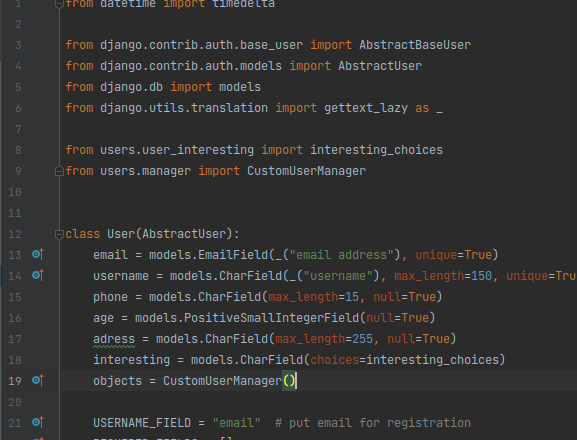 1 from datetime import timedelta
2
3 from django.contrib.auth.base_user import AbstractBaseUser
4 from django.contrib.auth.models import AbstractUser
5 from django.db import models
6 from django.utils.translation import gettext_lazy as _
7
8 from users.user_interesting import interesting_choices
9 from users.manager import CustomUserManager
10
11
12 class User(AbstractUser):
13 email = models.EmailField(_("email address"), unique=True)
14 username = models.CharField(_("username"), max_length=150, unique=Tru
15 phone = models.CharField(max_length=15, null=True)
16 age = models.PositiveSmallIntegerField(null=True)
17 adress = models.CharField(max_length=255, null=True)
18 interesting = models.CharField(choices=interesting_choices)
19 objects = CustomUserManager()
20
21 USERNAME_FIELD = "email" # put email for registration